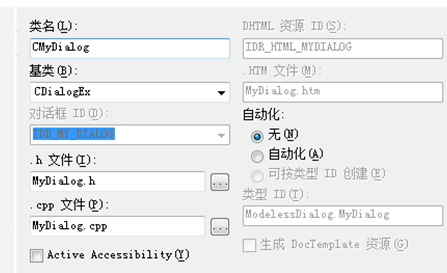 类名(L):
CMyDialog
基类(B):
CDialogEx
对话框 ID(D):
IDD_MY_DIALOG
.h 文件(I):
MyDialog.h
...
.cpp 文件(P):
MyDialog.cpp
...
Active Accessibility(Y)
DHTML 资源 ID(S):
IDR_HTML_MYDIALOG
.HTM 文件(M):
MyDialog.htm
自动化:
无(N)
自动化(A)
可按类型 ID 创建(E)
类型 ID(T):
ModelessDialog.MyDialog
生成 DocTemplate 资源(G)